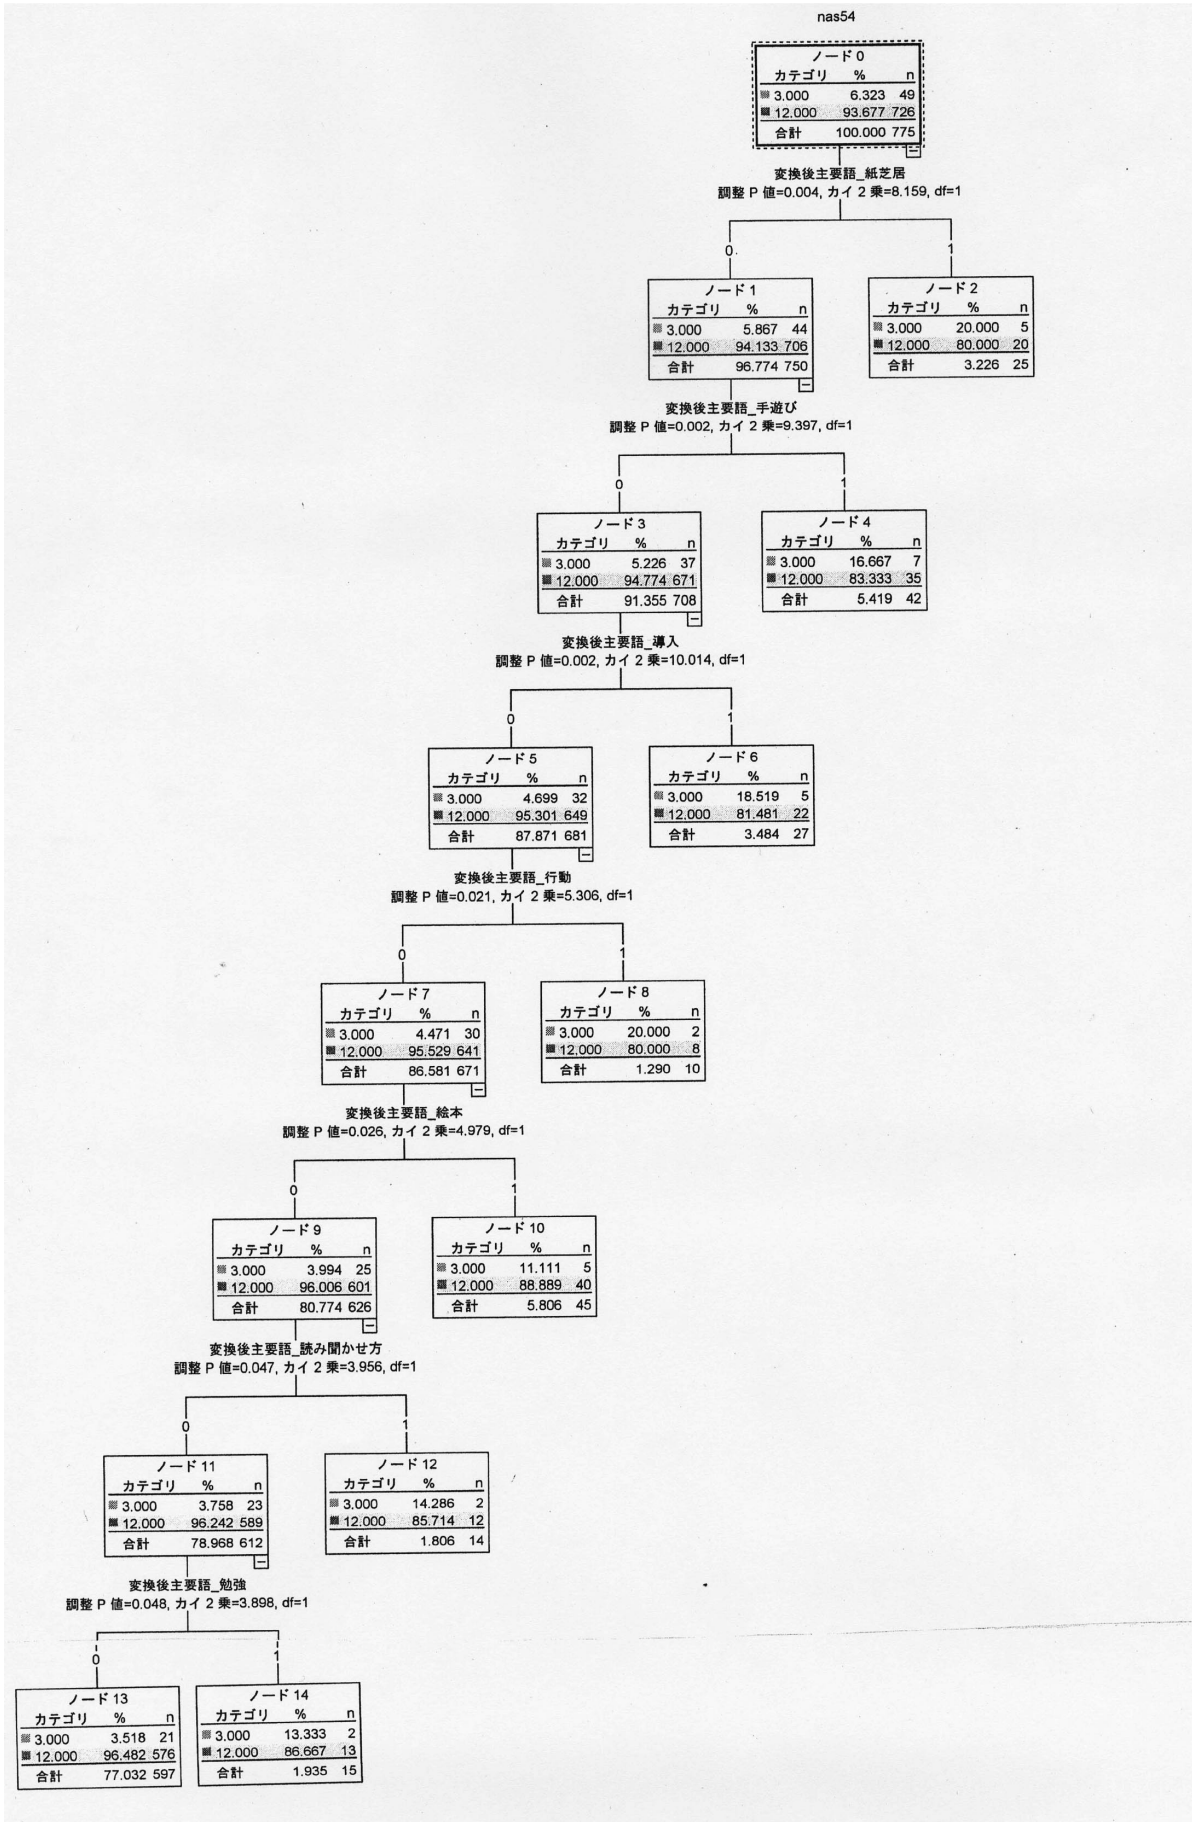 nas54
ノード 0
カテゴリ % n
3.000 6.323 49
12.000 93.677 726
合計 100.000 775
変換後主要語_紙芝居
調整 P 値=0.004, カイ 2 乗=8.159, df=1
0
1
ノード 1
カテゴリ % n
3.000 5.867 44
12.000 94.133 706
合計 96.774 750
ノード 2
カテゴリ % n
3.000 20.000 5
12.000 80.000 20
合計 3.226 25
変換後主要語_手遊び
調整 P 値=0.002, カイ 2 乗=9.397, df=1
0
1
ノード 3
カテゴリ % n
3.000 5.226 37
12.000 94.774 671
合計 91.355 708
ノード 4
カテゴリ % n
3.000 16.667 7
12.000 83.333 35
合計 5.419 42
変換後主要語_導入
調整 P 値=0.002, カイ 2 乗=10.014, df=1
0
1
ノード 5
カテゴリ % n
3.000 4.699 32
12.000 95.301 649
合計 87.871 681
ノード 6
カテゴリ % n
3.000 18.519 5
12.000 81.481 22
合計 3.484 27
変換後主要語_行動
調整 P 値=0.021, カイ 2 乗=5.306, df=1
0
1
ノード 7
カテゴリ % n
3.000 4.471 30
12.000 95.529 641
合計 86.581 671
ノード 8
カテゴリ % n
3.000 20.000 2
12.000 80.000 8
合計 1.290 10
変換後主要語_絵本
調整 P 値=0.026, カイ 2 乗=4.979, df=1
0
1
ノード 9
カテゴリ % n
3.000 3.994 25
12.000 96.006 601
合計 80.774 626
ノード 10
カテゴリ % n
3.000 11.111 5
12.000 88.889 40
合計 5.806 45
変換後主要語_読み聞かせ方
調整 P 値=0.047, カイ 2 乗=3.956, df=1
0
1
ノード 11
カテゴリ % n
3.000 3.758 23
12.000 96.242 589
合計 78.968 612
ノード 12
カテゴリ % n
3.000 14.286 2
12.000 85.714 12
合計 1.806 14
変換後主要語_勉強
調整 P 値=0.048, カイ 2 乗=3.898, df=1
0
1
ノード 13
カテゴリ % n
3.000 3.518 21
12.000 96.482 576
合計 77.032 597
ノード 14
カテゴリ % n
3.000 13.333 2
12.000 86.667 13
合計 1.935 15